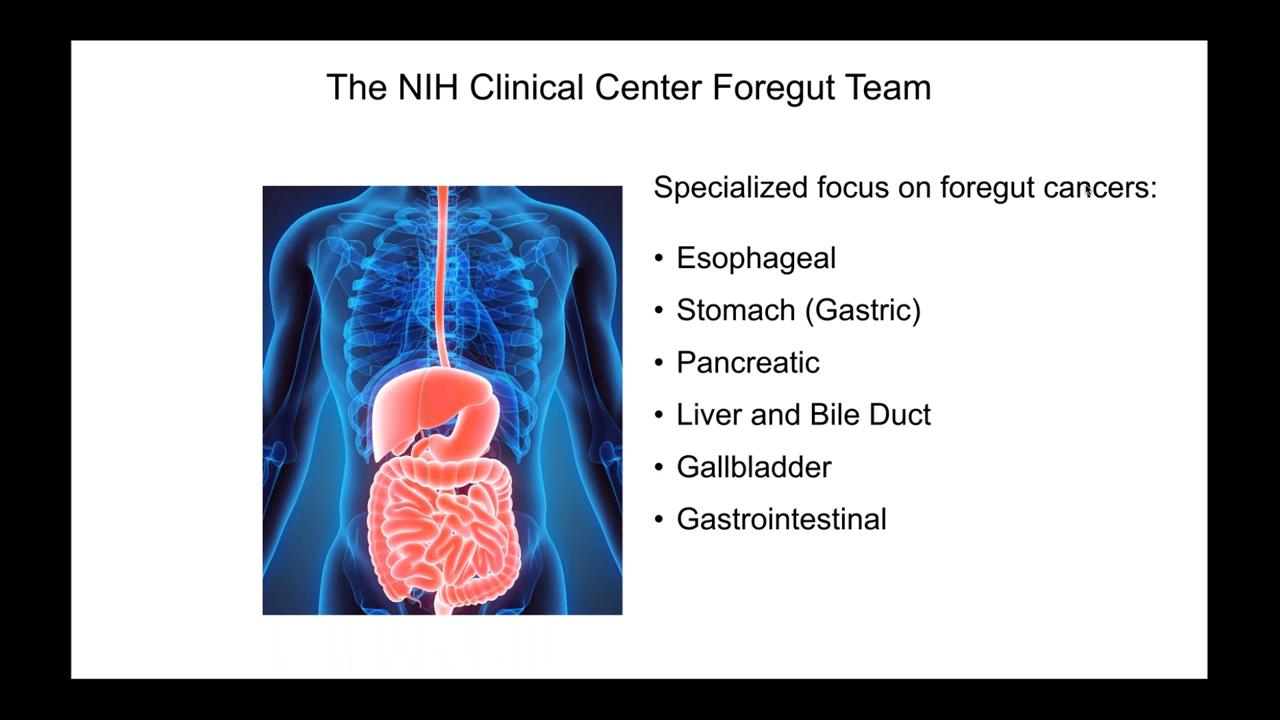 The NIH Clinical Center Foregut Team
Specialized focus on foregut cancers:
• Esophageal
• Stomach (Gastric)
• Pancreatic
• Liver and Bile Duct
• Gallbladder
• Gastrointestinal